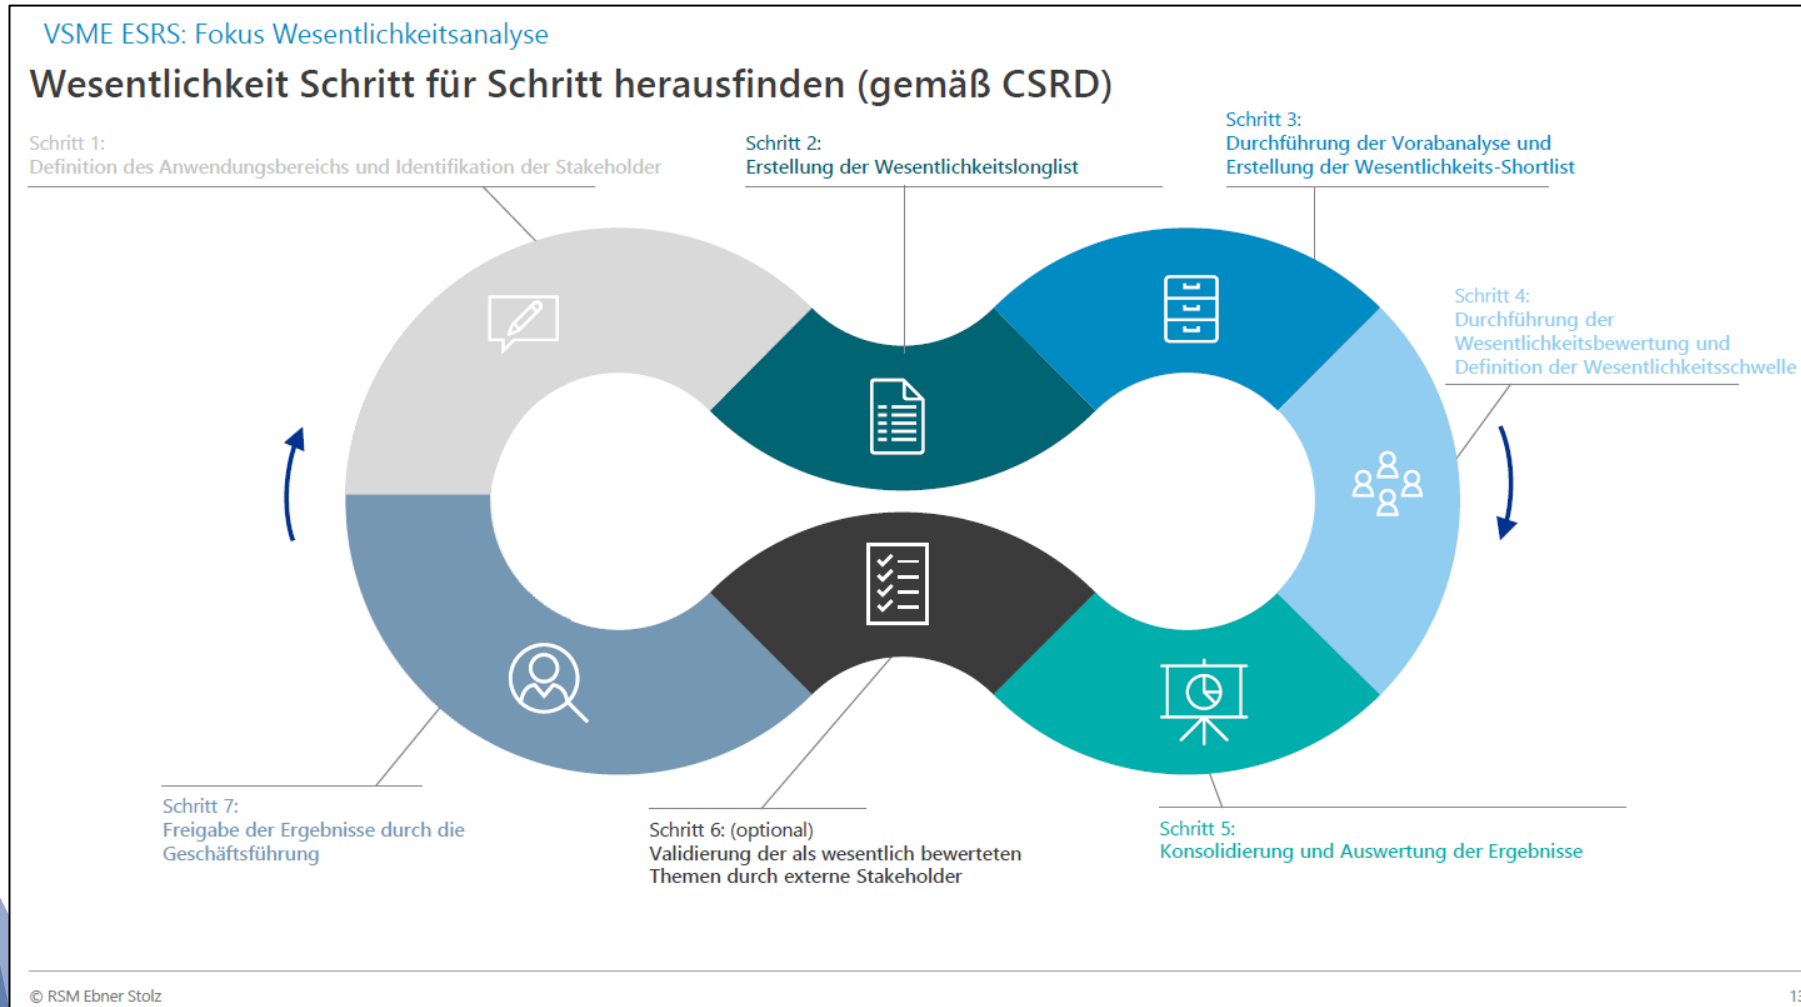 VSME ESRS: Fokus Wesentlichkeitsanalyse
Wesentlichkeit Schritt für Schritt herausfinden (gemäß CSRD)
Schritt 1:
Definition des Anwendungsbereichs und Identifikation der Stakeholder
Schritt 2:
Erstellung der Wesentlichkeitslonglist
Schritt 3:
Durchführung der Vorabanalyse und
Erstellung der Wesentlichkeits-Shortlist
Schritt 4:
Durchführung der
Wesentlichkeitsbewertung und
Definition der Wesentlichkeitsschwelle
Schritt 5:
Konsolidierung und Auswertung der Ergebnisse
Schritt 6: (optional)
Validierung der als wesentlich bewerteten
Themen durch externe Stakeholder
Schritt 7:
Freigabe der Ergebnisse durch die
Geschäftsführung
© RSM Ebner Stolz
13